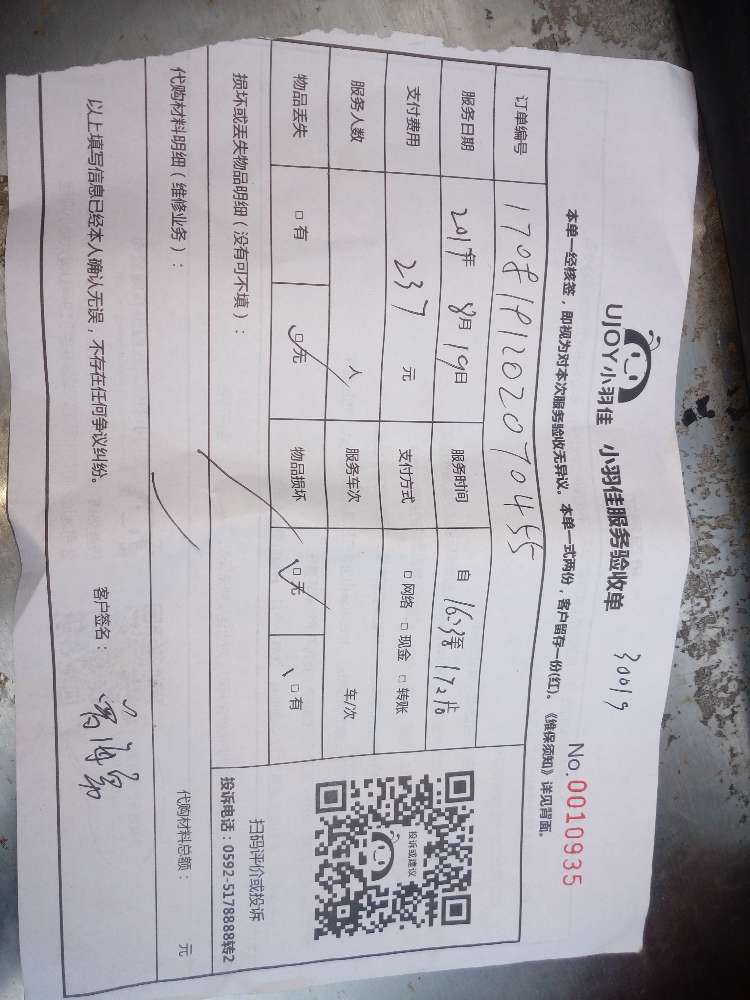 UJOY小羽佳 小羽佳服务验收单 30019
No.0010935
本单一经核签，即视为对本次服务验收无异议。本单一式两份，客户留存一份(红)。《维保须知》详见背面。
订单编号
服务日期 2017年 8月 19日 服务时间 自
支付费用 237 元 支付方式 □网络 □现金 □转账
服务人数 人 服务车次 车/次
物品丢失 □有 □无 物品损坏 □无 □有
损坏或丢失物品明细（没有可不填）：
代购材料明细（维修业务）： 代购材料总额： 元
以上填写信息已经本人确认无误，不存在任何争议纠纷。 客户签名：
投诉或建议
扫码评价或投诉
投诉电话：0592-5178888转2